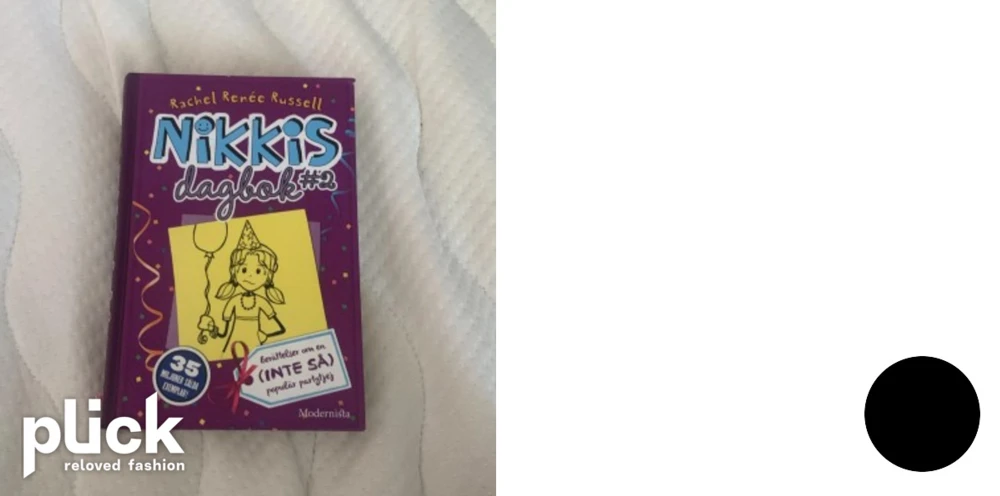 Rachel Renée Russell
NiKKiS
dagbok #2
35
MILJONER SÅLDA
EXEMPLAR!
Berättelser om en
(INTE SÅ)
populär partytjej
Modernista
plick
reloved fashion